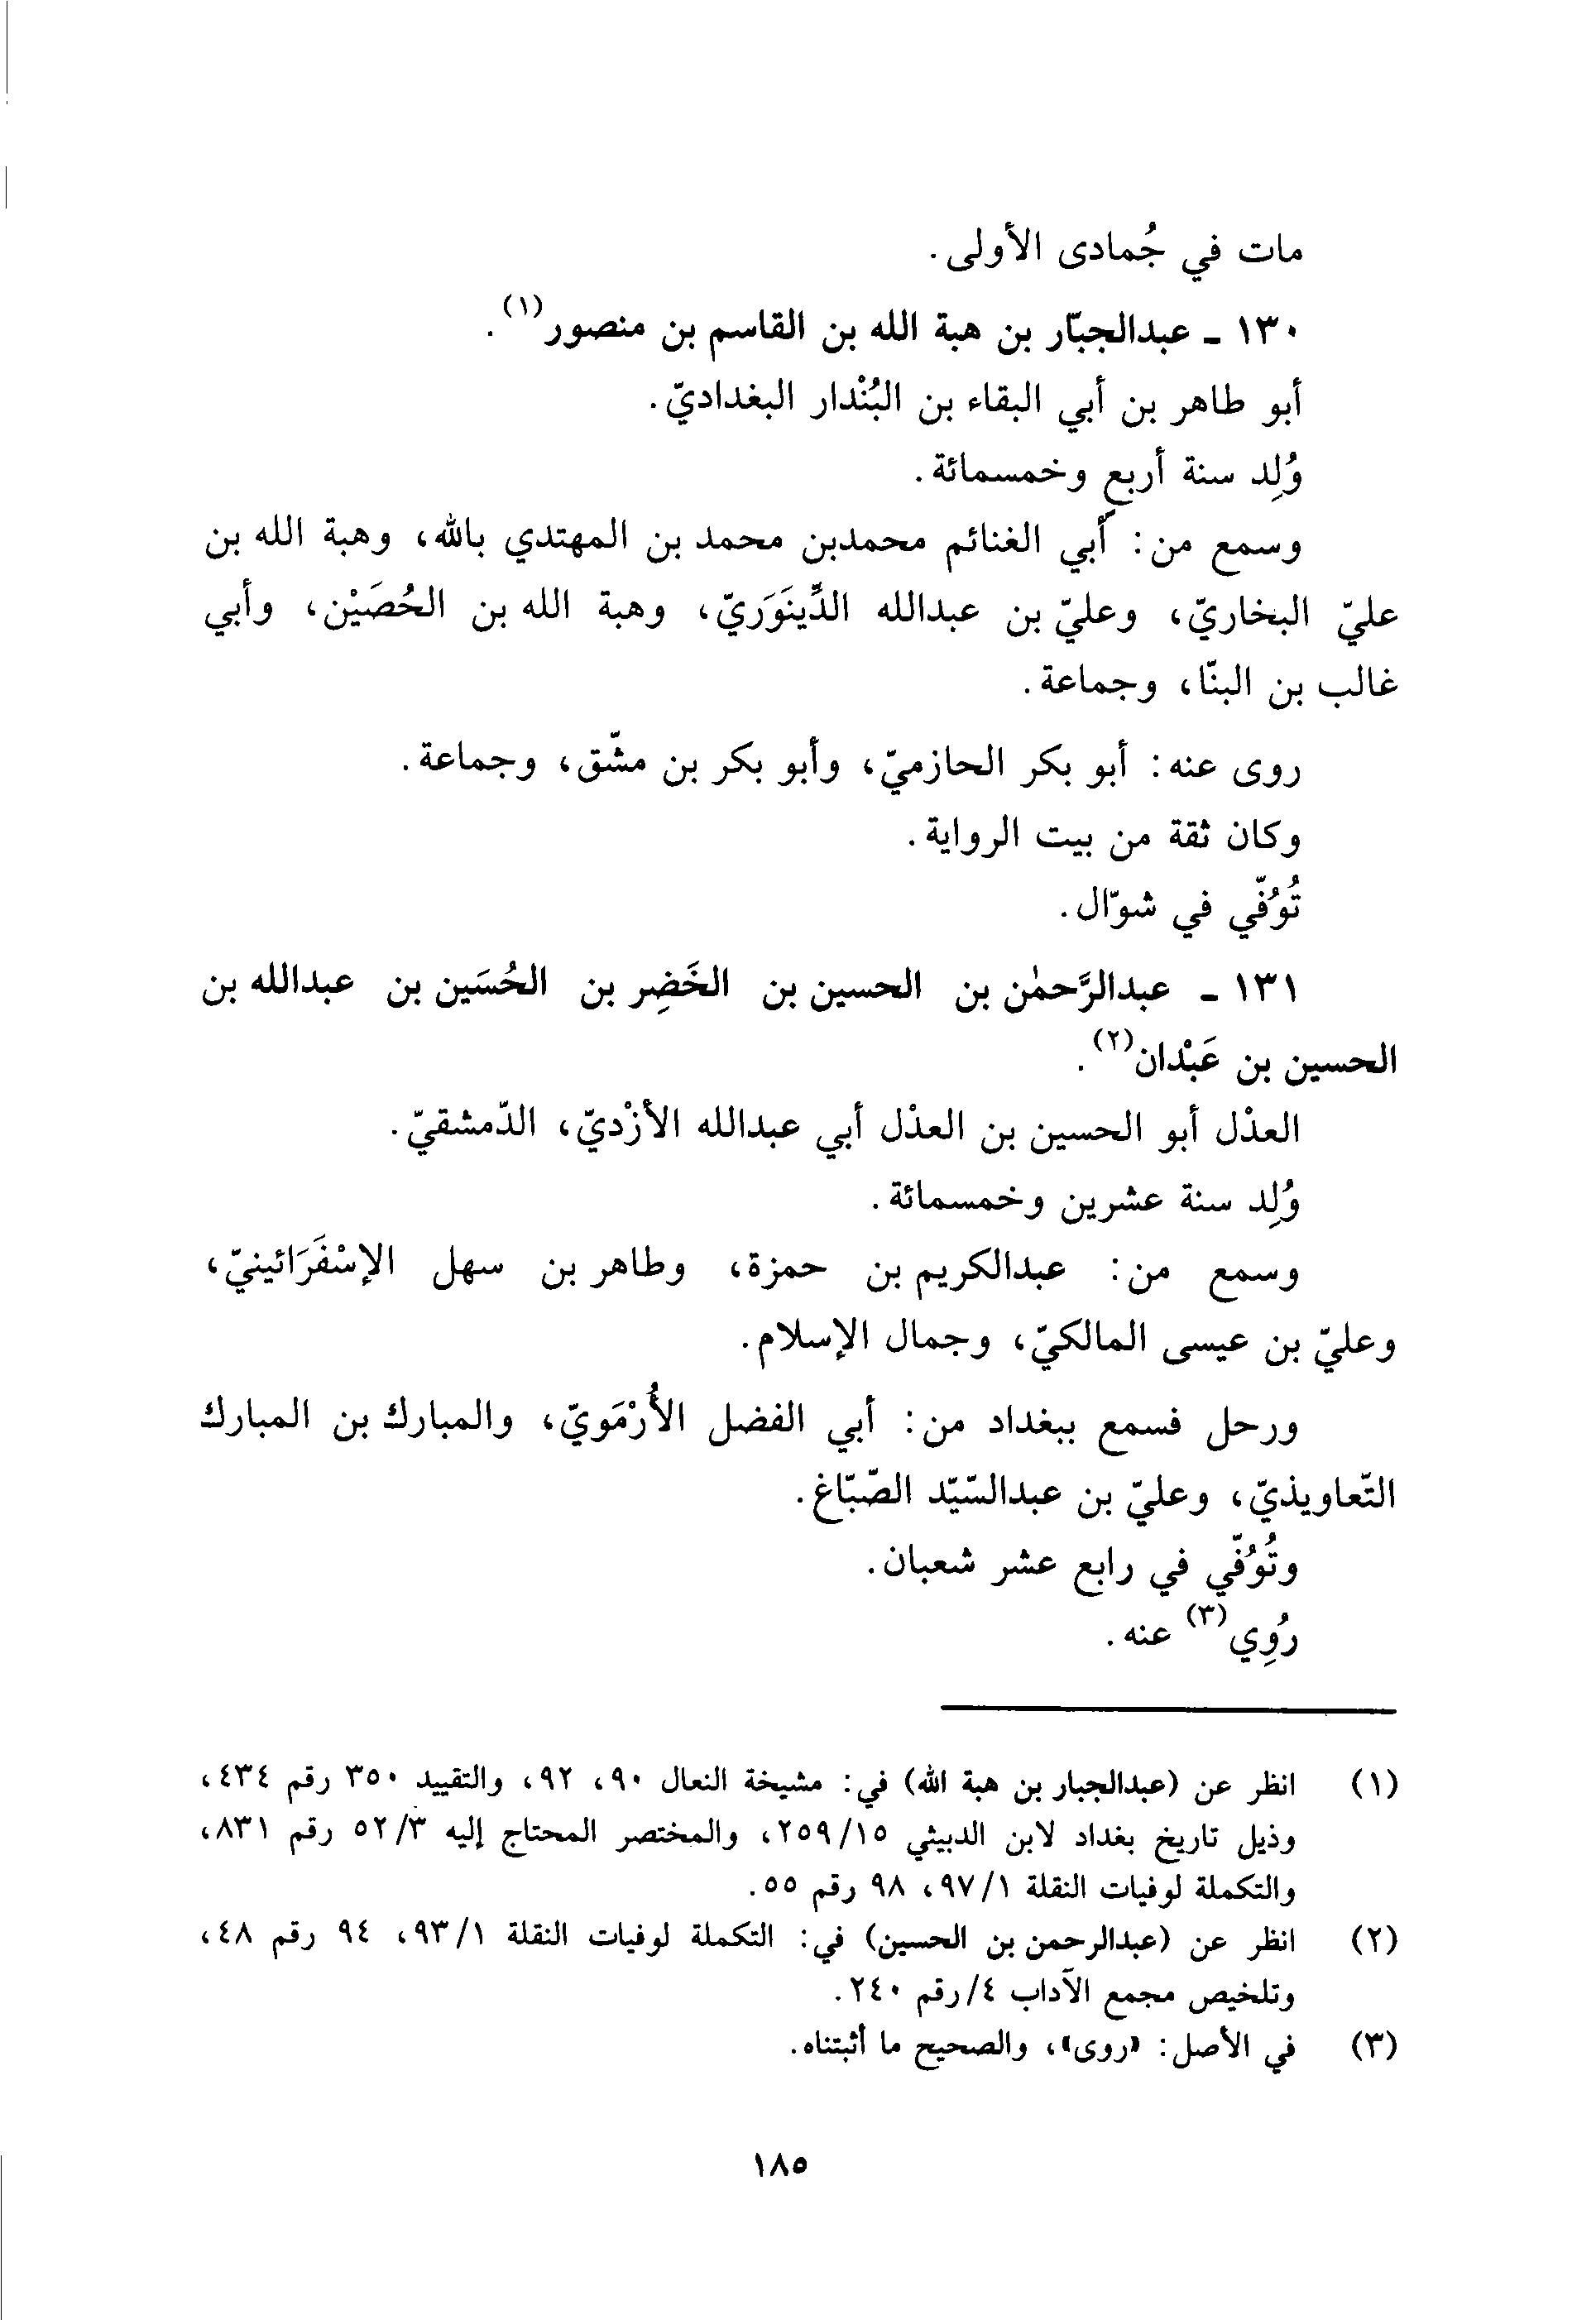 مات في جُمادى الأولى.
١٣٠ ـ عبدالجبّار بن هبة الله بن القاسم بن منصور(١).
أبو طاهر بن أبي البقاء بن البُنْدار البغداديّ.
وُلِد سنة أربعٍ وخمسمائة.
وسمع من: أبي الغنائم محمدبن محمد بن المهتدي بالله، وهبة الله بن
عليّ البخاريّ، وعليّ بن عبدالله الدِّينَوَريّ، وهبة الله بن الحُصَيْن، وأبي
غالب بن البنّا، وجماعة.
روى عنه: أبو بكر الحازميّ، وأبو بكر بن مشّق، وجماعة.
وكان ثقة من بيت الرواية.
تُوُفّي في شوّال.
١٣١ ـ عبدالرَّحمٰن بن الحسين بن الخَضِر بن الحُسَين بن عبدالله بن
الحسين بن عَبْدان(٢).
العذْل أبو الحسين بن العذْل أبي عبدالله الأزْديّ، الدّمشقيّ.
وُلِد سنة عشرين وخمسمائة.
وسمع من: عبدالكريم بن حمزة، وطاهر بن سهل الإسْفَرَائينيّ،
وعليّ بن عيسى المالكيّ، وجمال الإسلام.
ورحل فسمع ببغداد من: أبي الفضل الأُرْمَويّ، والمبارك بن المبارك
التّعاويذيّ، وعليّ بن عبدالسّيّد الصّبّاغ.
وتُوُفّي في رابع عشر شعبان.
رُوِي(٣) عنه.
(١) انظر عن (عبدالجبار بن هبة الله) في: مشيخة النعال ٩٠، ٩٢، والتقييد ٣٥٠ رقم ٤٣٤،
وذيل تاريخ بغداد لابن الدبيثي ٢٥٩/١٥، والمختصر المحتاج إليه ٥٢/٣ رقم ٨٣١،
والتكملة لوفيات النقلة ٩٧/١، ٩٨ رقم ٥٥.
(٢) انظر عن (عبدالرحمن بن الحسين) في: التكملة لوفيات النقلة ٩٣/١، ٩٤ رقم ٤٨،
وتلخيص مجمع الآداب ٤/رقم ٢٤٠.
(٣) في الأصل: «روى»، والصحيح ما أثبتناه.
١٨٥